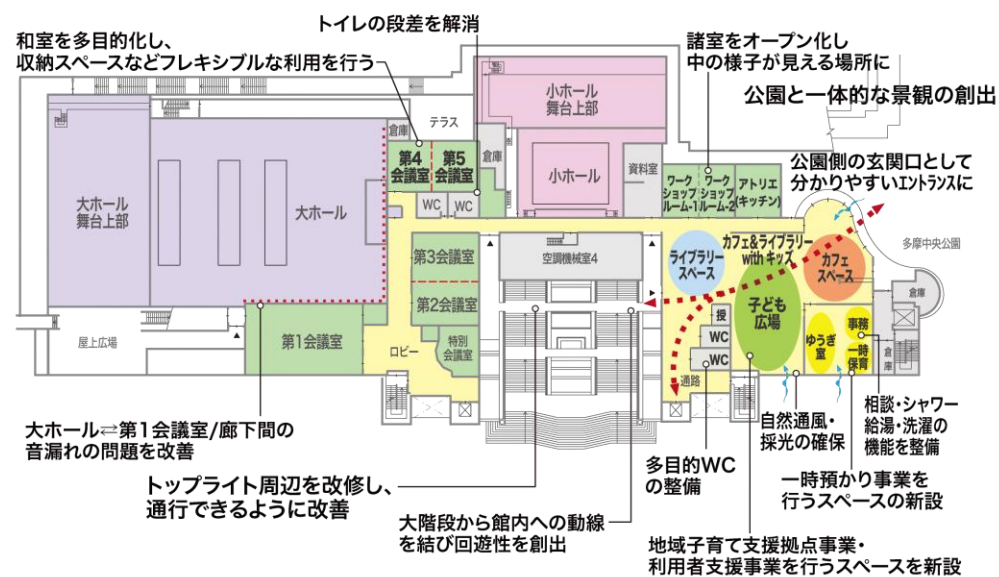 トイレの段差を解消
和室を多目的化し、
収納スペースなどフレキシブルな利用を行う
諸室をオープン化し
中の様子が見える場所に
公園と一体的な景観の創出
公園側の玄関口として
分かりやすいエントランスに
多摩中央公園
大ホール
舞台上部
大ホール
倉庫
テラス
第4
会議室
第5
会議室
倉庫
WC
WC
小ホール
舞台上部
小ホール
資料室
ワーク
ショップ
ルーム-1
ワーク
ショップ
ルーム-2
アトリエ
(キッチン)
第3会議室
第2会議室
特別
会議室
第1会議室
ロビー
屋上広場
空調機械室4
ライブラリー
スペース
カフェ&ライブラリー
with キッズ
カフェ
スペース
子ども
広場
授
WC
WC
通路
ゆうぎ
室
事務
一時
保育
倉庫
倉庫
大ホール⇄第1会議室/廊下間の
音漏れの問題を改善
トップライト周辺を改修し、
通行できるように改善
大階段から館内への動線
を結び回遊性を創出
多目的WC
の整備
自然通風・
採光の確保
相談・シャワー
給湯・洗濯の
機能を整備
一時預かり事業を
行うスペースの新設
地域子育て支援拠点事業・
利用者支援事業を行うスペースを新設